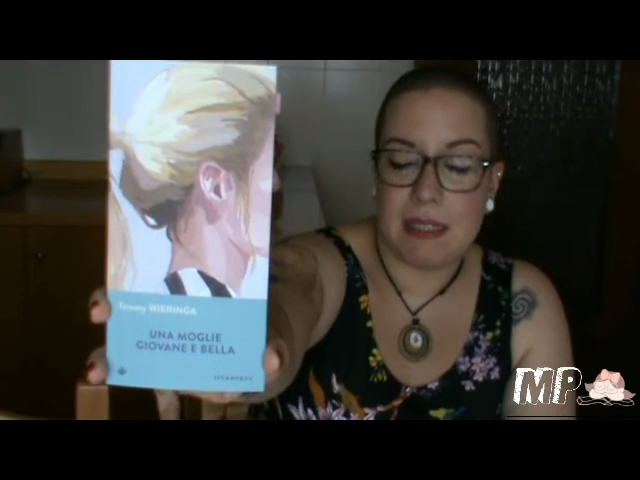 Tommy WIERINGA
UNA MOGLIE
GIOVANE E BELLA
IPERBOREA
MP